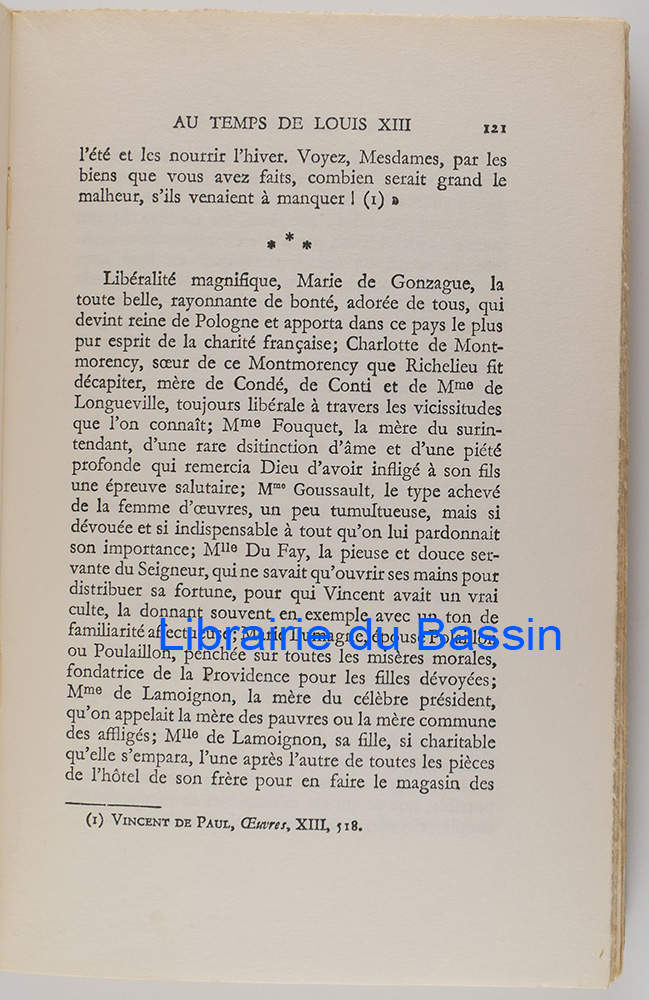 AU TEMPS DE LOUIS XIII 121
l'été et les nourrir l'hiver. Voyez, Mesdames, par les
biens que vous avez faits, combien serait grand le
malheur, s'ils venaient à manquer ! (1) »
* * *
Libéralité magnifique, Marie de Gonzague, la
toute belle, rayonnante de bonté, adorée de tous, qui
devint reine de Pologne et apporta dans ce pays le plus
pur esprit de la charité française; Charlotte de Mont-
morency, sœur de ce Montmorency que Richelieu fit
décapiter, mère de Condé, de Conti et de Mme de
Longueville, toujours libérale à travers les vicissitudes
que l'on connaît; Mme Fouquet, la mère du surin-
tendant, d'une rare dsitinction d'âme et d'une piété
profonde qui remercia Dieu d'avoir infligé à son fils
une épreuve salutaire; Mme Goussault, le type achevé
de la femme d'œuvres, un peu tumultueuse, mais si
dévouée et si indispensable à tout qu'on lui pardonnait
son importance; Mlle Du Fay, la pieuse et douce ser-
vante du Seigneur, qui ne savait qu'ouvrir ses mains pour
distribuer sa fortune, pour qui Vincent avait un vrai
culte, la donnant souvent en exemple avec un ton de
familiarité affectueuse; Marie Lumagne, épouse Polaillon
Librairie du Bassin
ou Poulaillon, penchée sur toutes les misères morales,
fondatrice de la Providence pour les filles dévoyées;
Mme de Lamoignon, la mère du célèbre président,
qu'on appelait la mère des pauvres ou la mère commune
des affligés; Mlle de Lamoignon, sa fille, si charitable
qu'elle s'empara, l'une après l'autre de toutes les pièces
de l'hôtel de son frère pour en faire le magasin des
(1) VINCENT DE PAUL, Œuvres, XIII, 518.